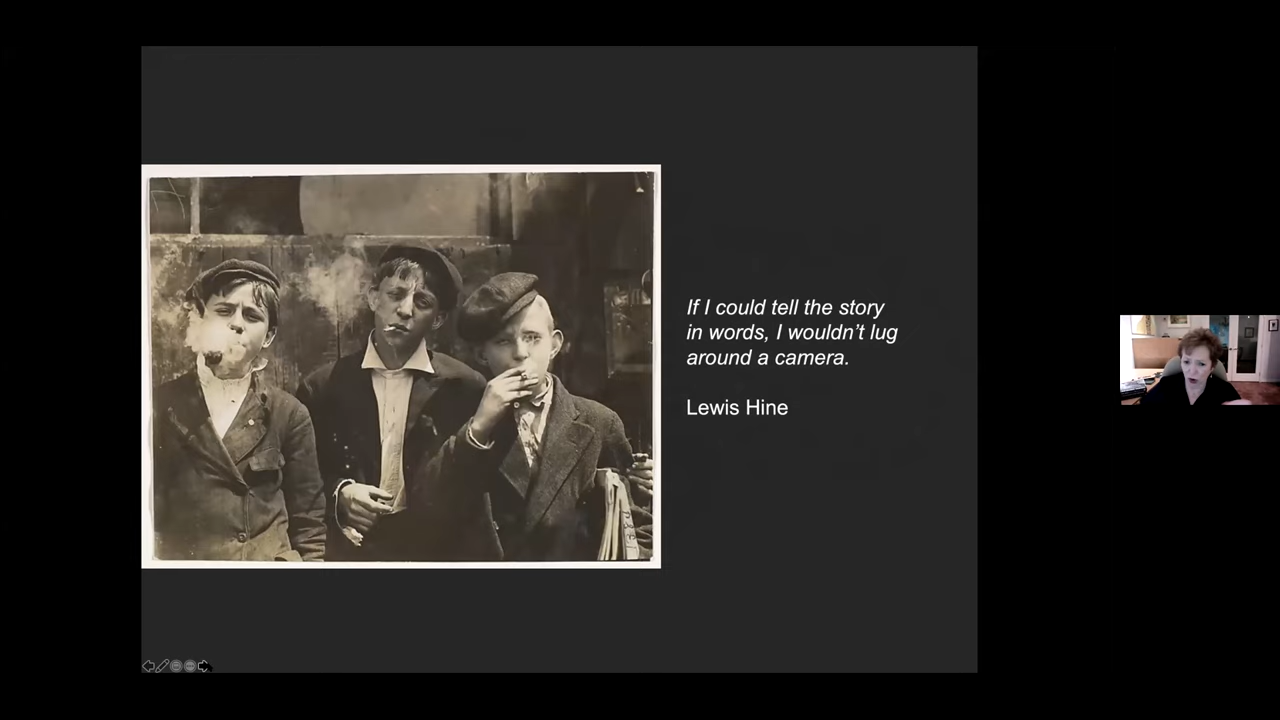 If I could tell the story
in words, I wouldn't lug
around a camera.
Lewis Hine